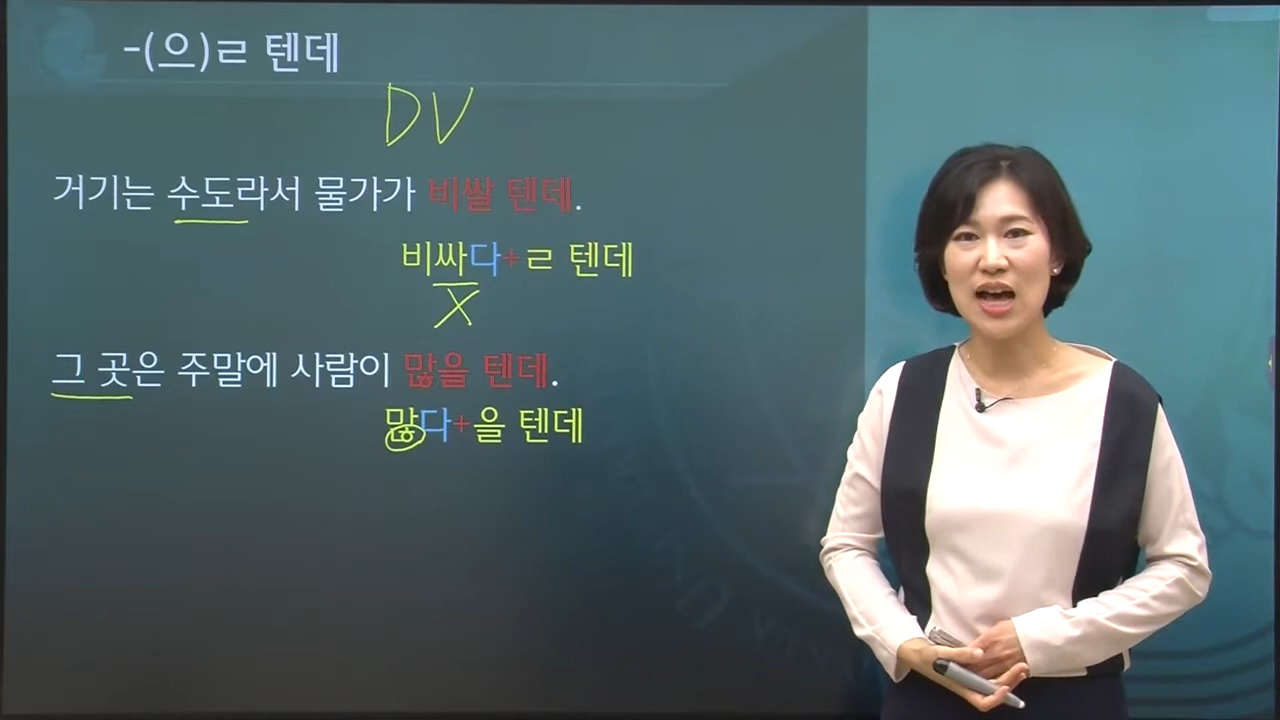 -(으)ㄹ 텐데
DV
거기는 수도라서 물가가 비쌀 텐데.
비싸다+ㄹ 텐데
X
그 곳은 주말에 사람이 많을 텐데.
많다+을 텐데